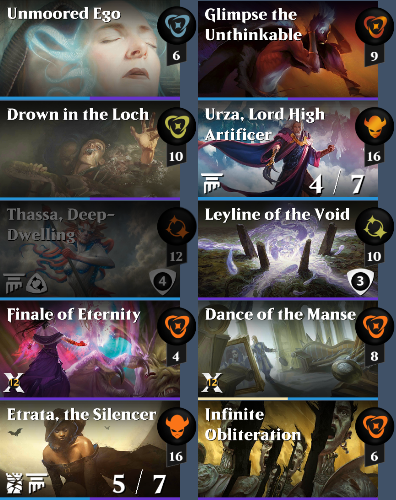 Unmoored Ego
6
Glimpse the
Unthinkable
9
Drown in the Loch
10
Urza, Lord High
Artificer
16
4 / 7
Thassa, Deep-
Dwelling
12
4
Leyline of the Void
10
3
Finale of Eternity
4
X 12
Dance of the Manse
8
X 12
Etrata, the Silencer
16
5 / 7
Infinite
Obliteration
6